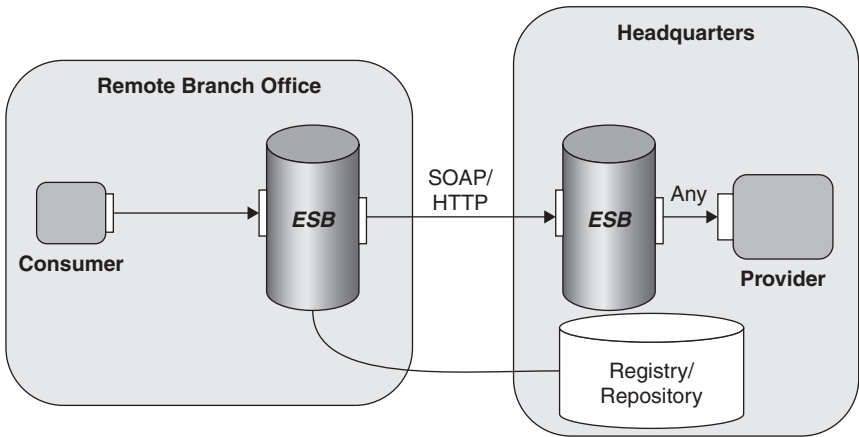 Headquarters
Remote Branch Office
SOAP/
HTTP
Any
ESB
ESB
Consumer
Provider
Registry/
Repository